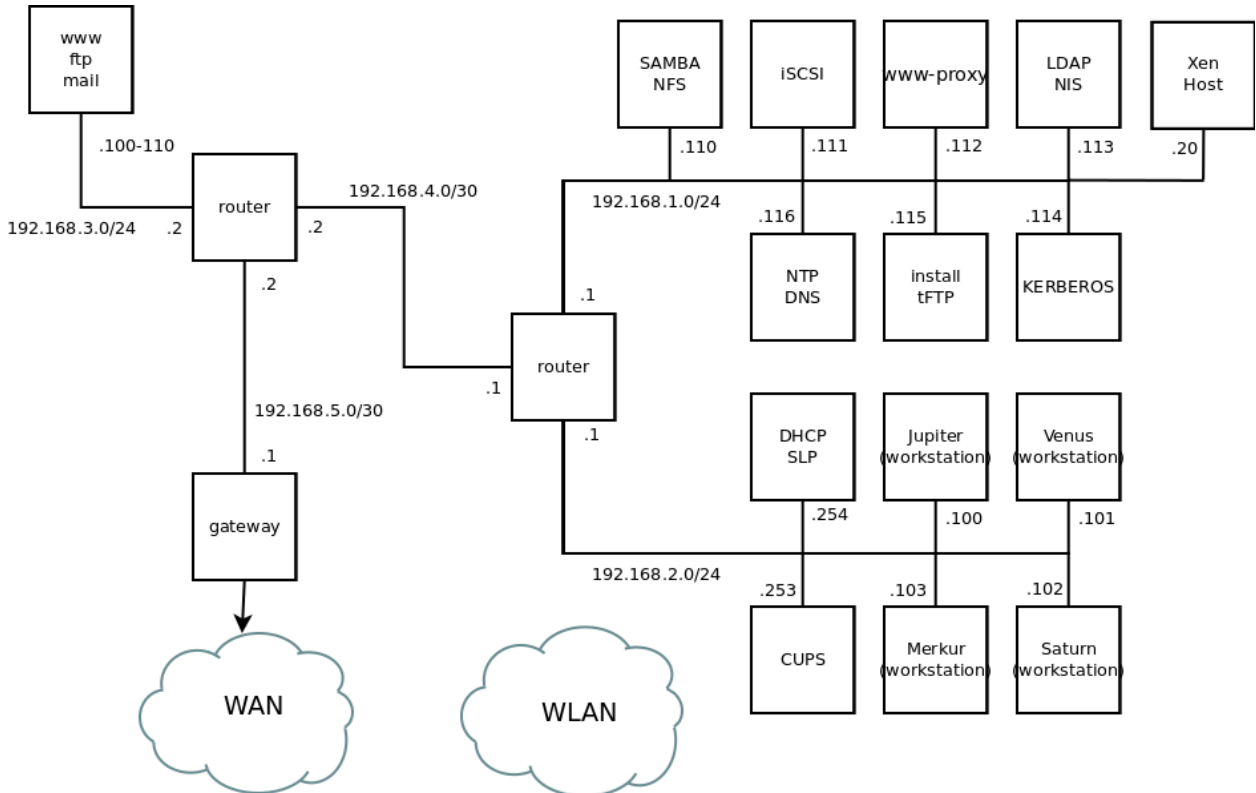 www
ftp
mail
.100-110
192.168.3.0/24
.2
router
.2
.2
192.168.4.0/30
192.168.5.0/30
.1
gateway
WAN
WLAN
.1
router
.1
.1
192.168.1.0/24
SAMBA
NFS
.110
iSCSI
.111
www-proxy
.112
LDAP
NIS
.113
Xen
Host
.20
.116
NTP
DNS
.115
install
tFTP
.114
KERBEROS
192.168.2.0/24
DHCP
SLP
.254
Jupiter
(workstation)
.100
Venus
(workstation)
.101
.253
CUPS
.103
Merkur
(workstation)
.102
Saturn
(workstation)